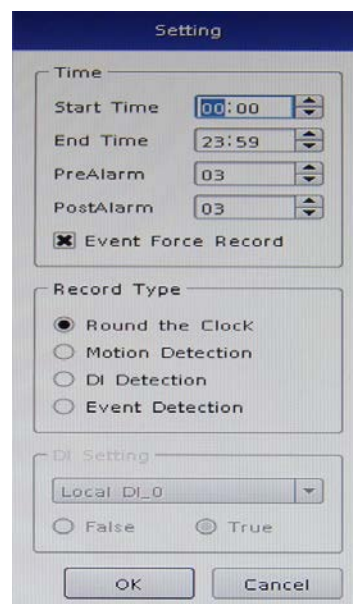 Setting
Time
Start Time 00:00
End Time 23:59
PreAlarm 03
PostAlarm 03
Event Force Record
Record Type
Round the Clock
Motion Detection
DI Detection
Event Detection
DI Setting
Local DI_0
False True
OK Cancel